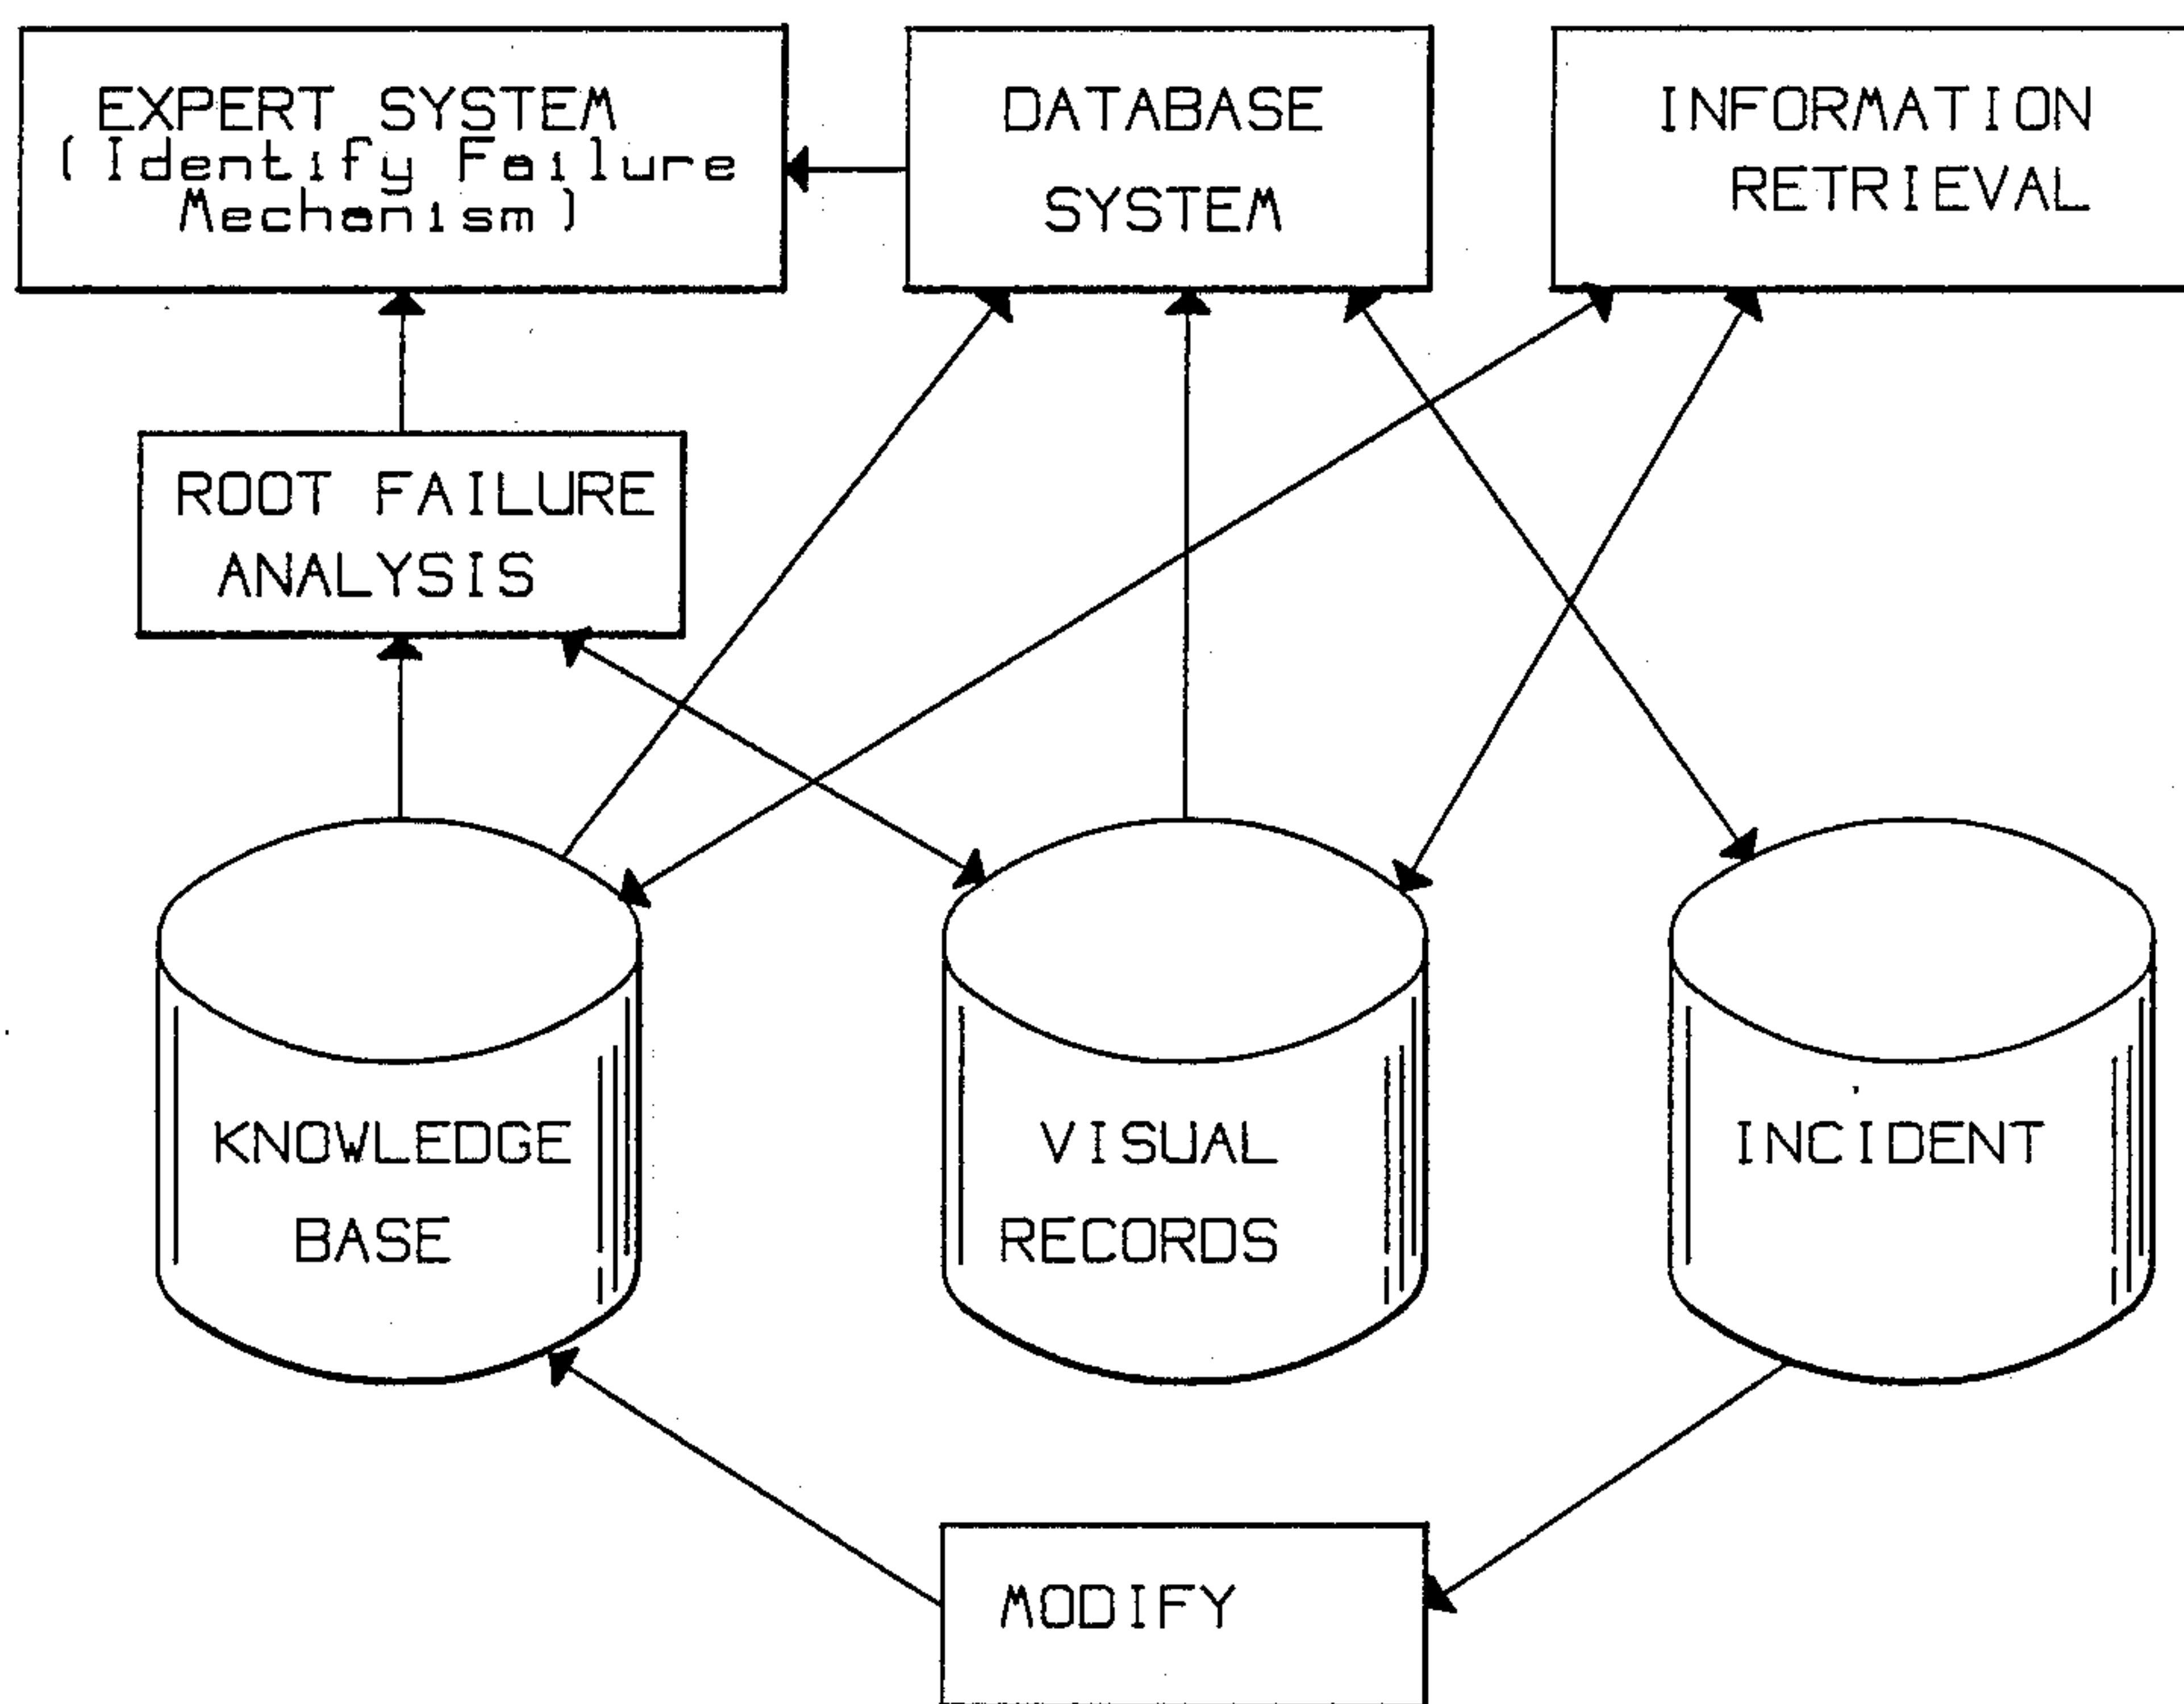 EXPERT SYSTEM
(Identify Failure
Mechanism)
DATABASE
SYSTEM
INFORMATION
RETRIEVAL
ROOT FAILURE
ANALYSIS
KNOWLEDGE
BASE
VISUAL
RECORDS
INCIDENT
MODIFY